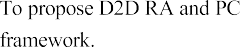 To propose D2D RA and PC
framework.